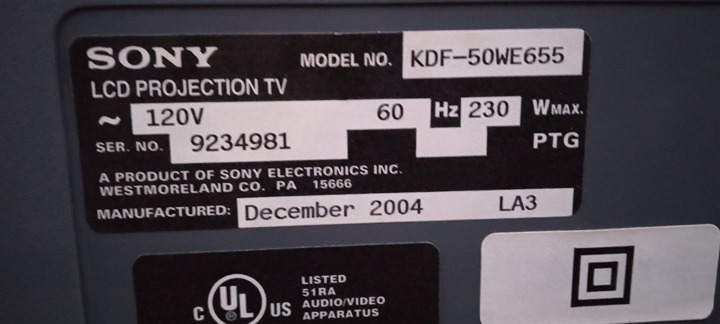 SONY MODEL NO. KDF-50WE655
LCD PROJECTION TV
~ 120V 60 Hz 230 WMAX.
SER. NO. 9234981 PTG
A PRODUCT OF SONY ELECTRONICS INC.
WESTMORELAND CO. PA 15666
MANUFACTURED: December 2004 LA3
C UL US
LISTED
51RA
AUDIO/VIDEO
APPARATUS